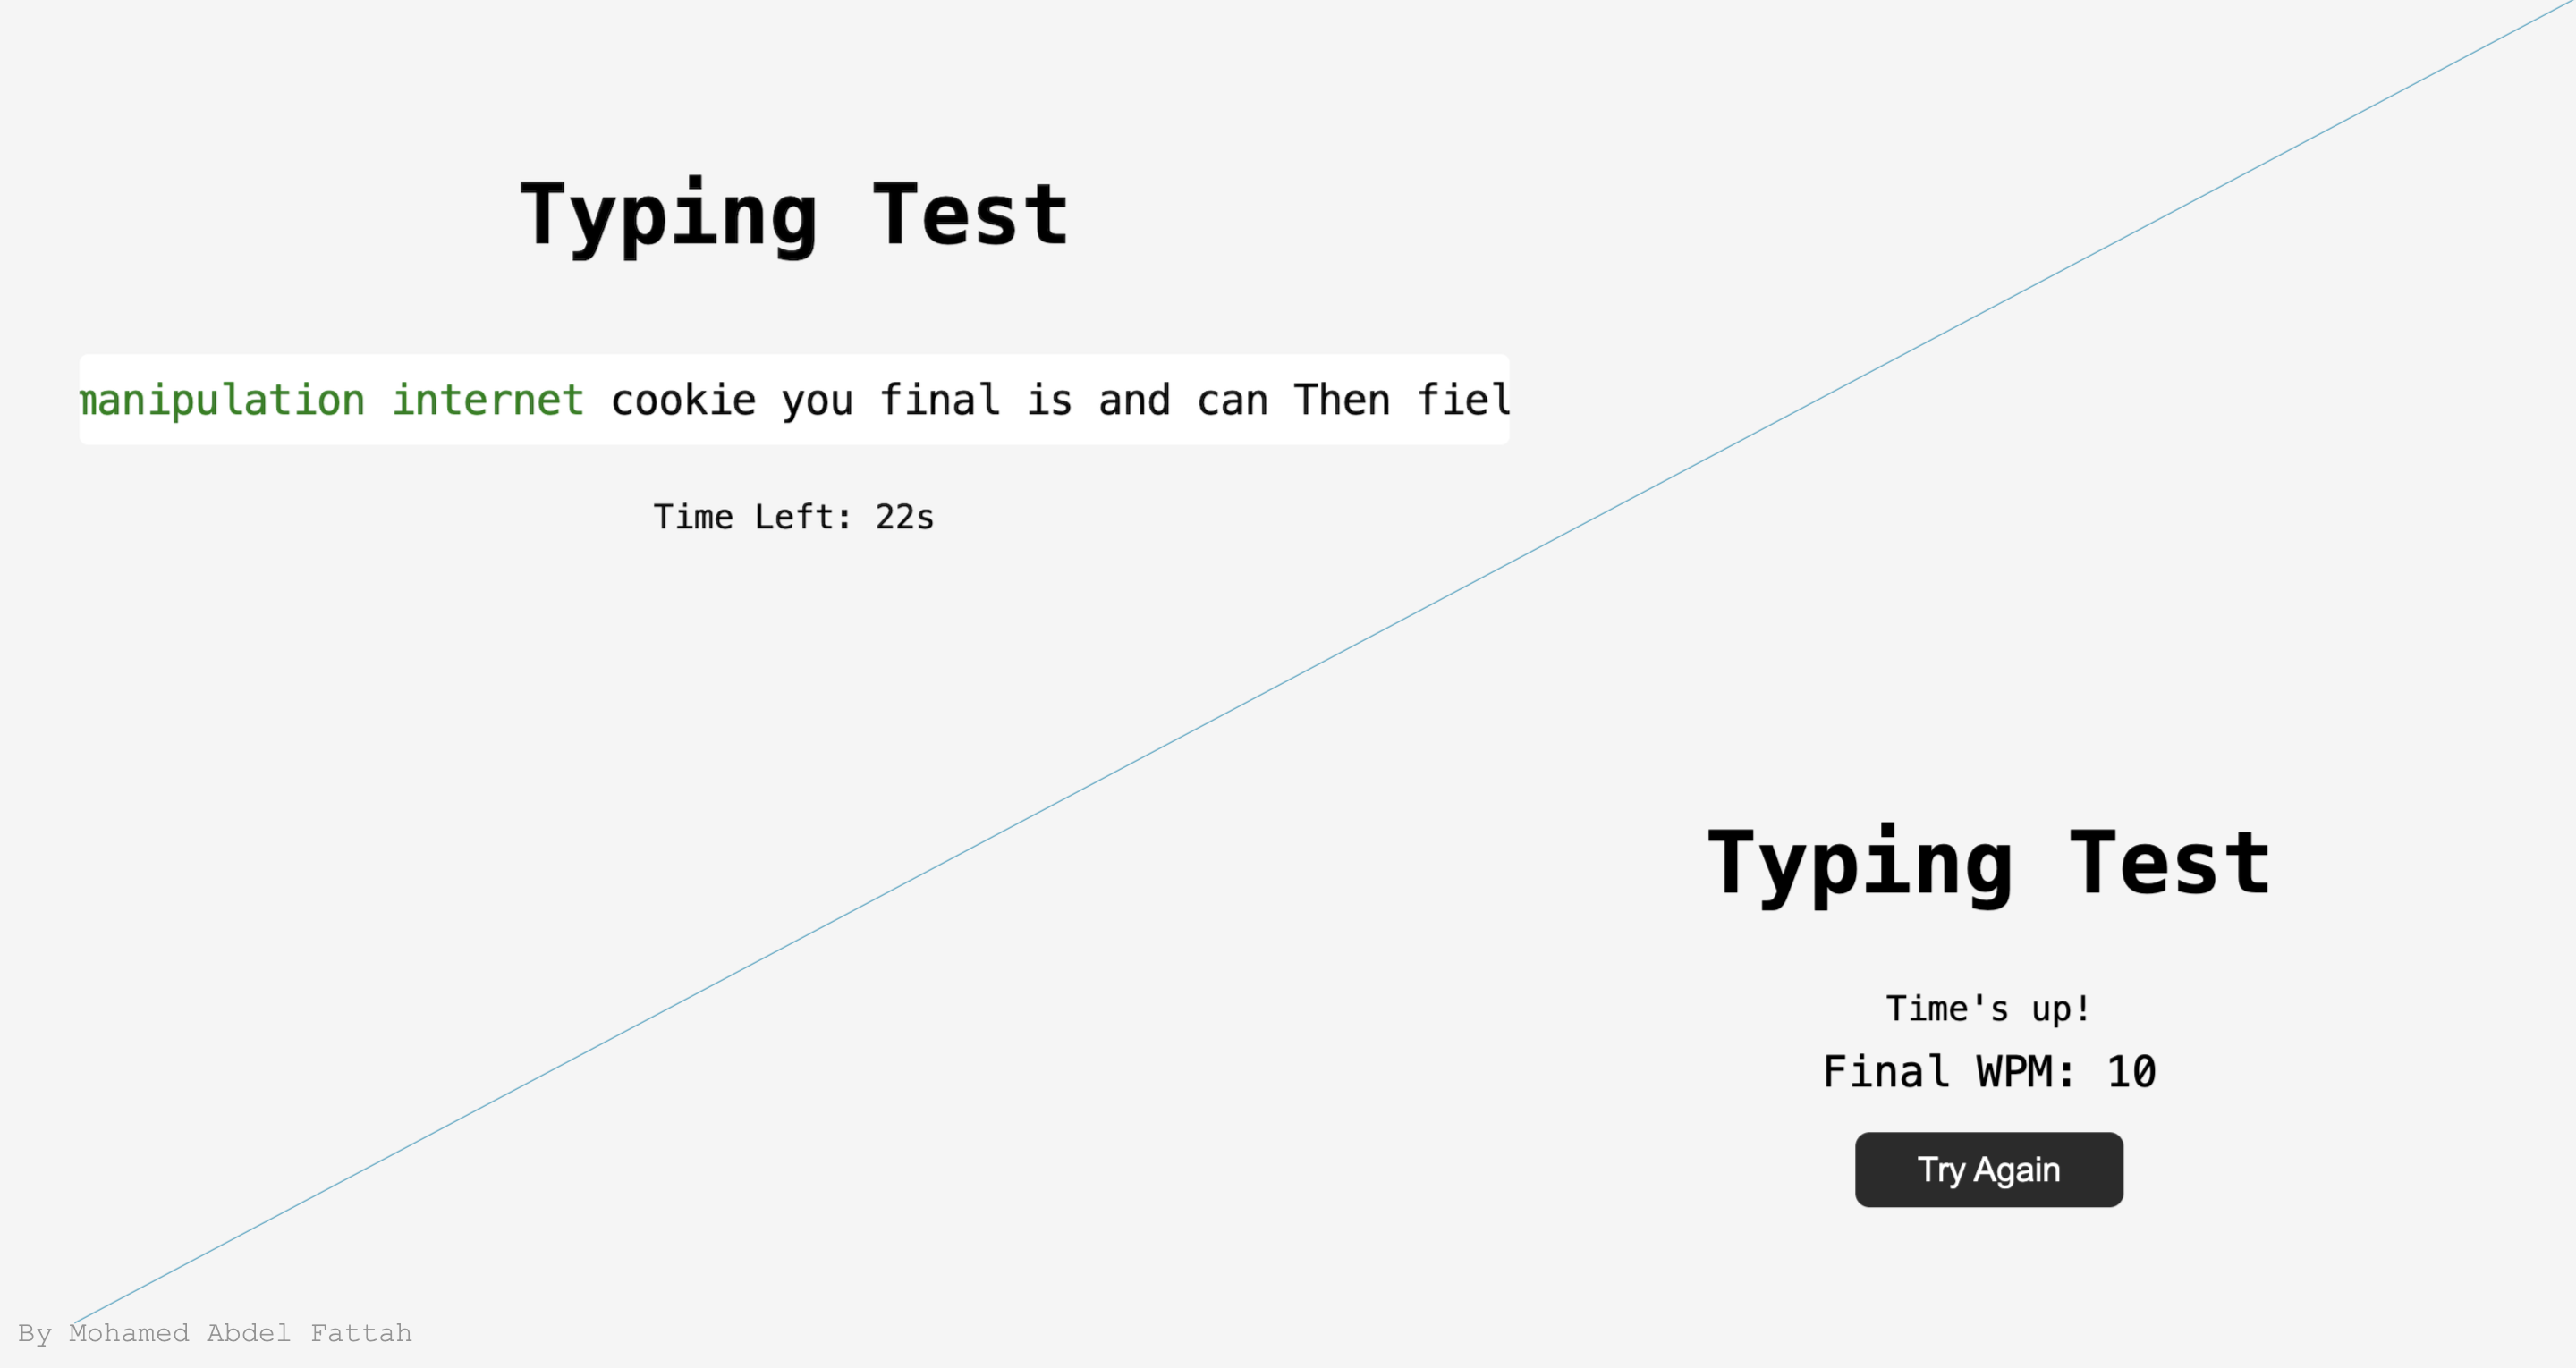 Typing Test
manipulation internet cookie you final is and can Then fiel
Time Left: 22s
Typing Test
Time's up!
Final WPM: 10
Try Again
By Mohamed Abdel Fattah